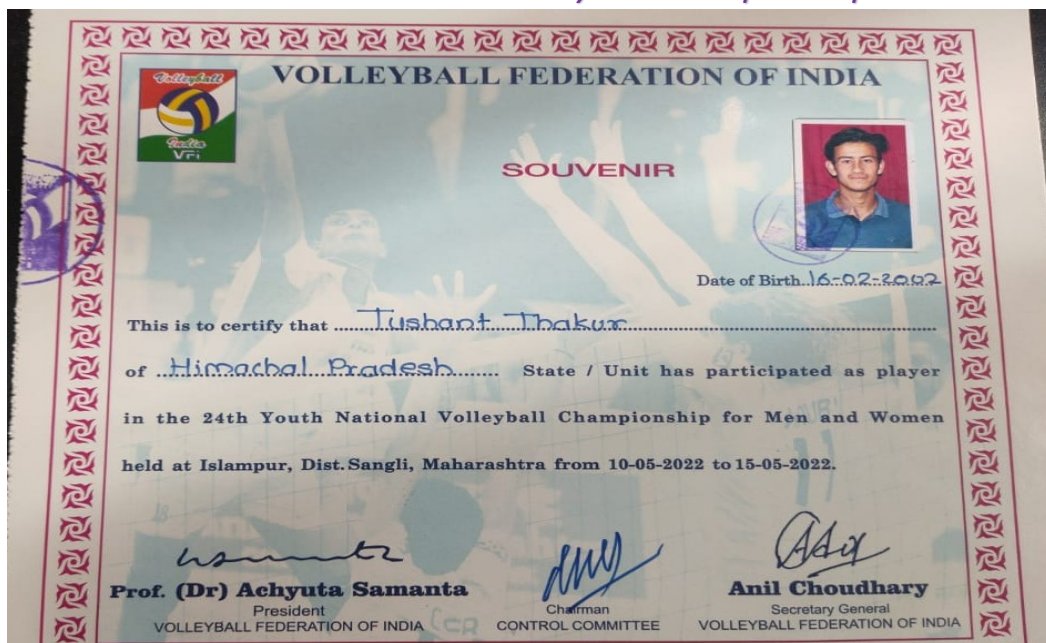 Volleyball
India
VFi
VOLLEYBALL FEDERATION OF INDIA
SOUVENIR
Date of Birth..16-02-2002
This is to certify that ........Tushant Thakur........
of ..Himachal Pradesh........ State / Unit has participated as player
in the 24th Youth National Volleyball Championship for Men and Women
held at Islampur, Dist. Sangli, Maharashtra from 10-05-2022 to 15-05-2022.
Prof. (Dr) Achyuta Samanta
President
VOLLEYBALL FEDERATION OF INDIA
Chairman
CONTROL COMMITTEE
Anil Choudhary
Secretary General
VOLLEYBALL FEDERATION OF INDIA